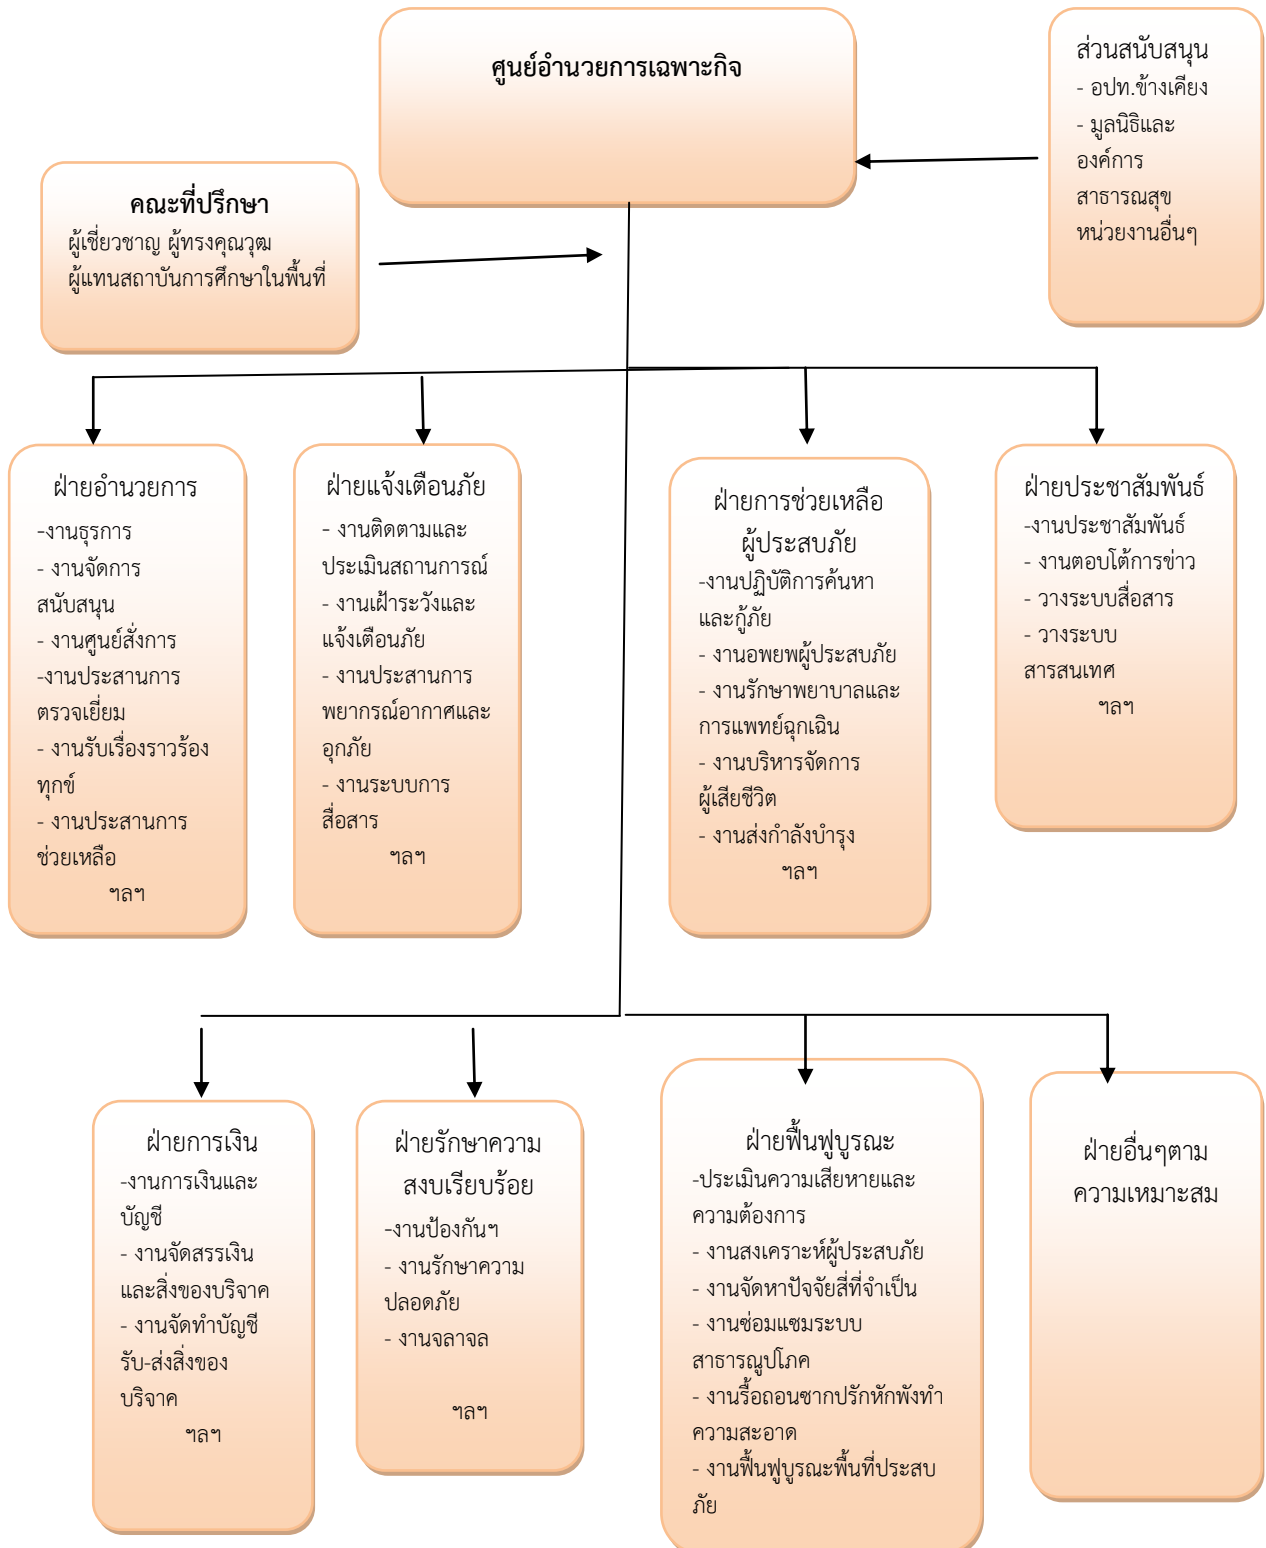 ศูนย์อำนวยการเฉพาะกิจ
ส่วนสนับสนุน
- อปท.ข้างเคียง
- มูลนิธิและ
องค์การ
สาธารณสุข
หน่วยงานอื่นๆ
คณะที่ปรึกษา
ผู้เชี่ยวชาญ ผู้ทรงคุณวุฒ
ผู้แทนสถาบันการศึกษาในพื้นที่
ฝ่ายอำนวยการ
-งานธุรการ
- งานจัดการ
สนับสนุน
- งานศูนย์สั่งการ
-งานประสานการ
ตรวจเยี่ยม
- งานรับเรื่องราวร้อง
ทุกข์
- งานประสานการ
ช่วยเหลือ
ฯลฯ
ฝ่ายแจ้งเตือนภัย
- งานติดตามและ
ประเมินสถานการณ์
- งานเฝ้าระวังและ
แจ้งเตือนภัย
- งานประสานการ
พยากรณ์อากาศและ
อุกภัย
- งานระบบการ
สื่อสาร
ฯลฯ
ฝ่ายการช่วยเหลือ
ผู้ประสบภัย
-งานปฏิบัติการค้นหา
และกู้ภัย
- งานอพยพผู้ประสบภัย
- งานรักษาพยาบาลและ
การแพทย์ฉุกเฉิน
- งานบริหารจัดการ
ผู้เสียชีวิต
- งานส่งกำลังบำรุง
ฯลฯ
ฝ่ายประชาสัมพันธ์
-งานประชาสัมพันธ์
- งานตอบโต้การข่าว
- วางระบบสื่อสาร
- วางระบบ
สารสนเทศ
ฯลฯ
ฝ่ายการเงิน
-งานการเงินและ
บัญชี
- งานจัดสรรเงิน
และสิ่งของบริจาค
- งานจัดทำบัญชี
รับ-ส่งสิ่งของ
บริจาค
ฯลฯ
ฝ่ายรักษาความ
สงบเรียบร้อย
-งานป้องกันฯ
- งานรักษาความ
ปลอดภัย
- งานจลาจล
ฯลฯ
ฝ่ายฟื้นฟูบูรณะ
-ประเมินความเสียหายและ
ความต้องการ
- งานสงเคราะห์ผู้ประสบภัย
- งานจัดหาปัจจัยสี่ที่จำเป็น
- งานซ่อมแซมระบบ
สาธารณูปโภค
- งานรื้อถอนซากปรักหักพังทำ
ความสะอาด
- งานฟื้นฟูบูรณะพื้นที่ประสบ
ภัย
ฝ่ายอื่นๆตาม
ความเหมาะสม